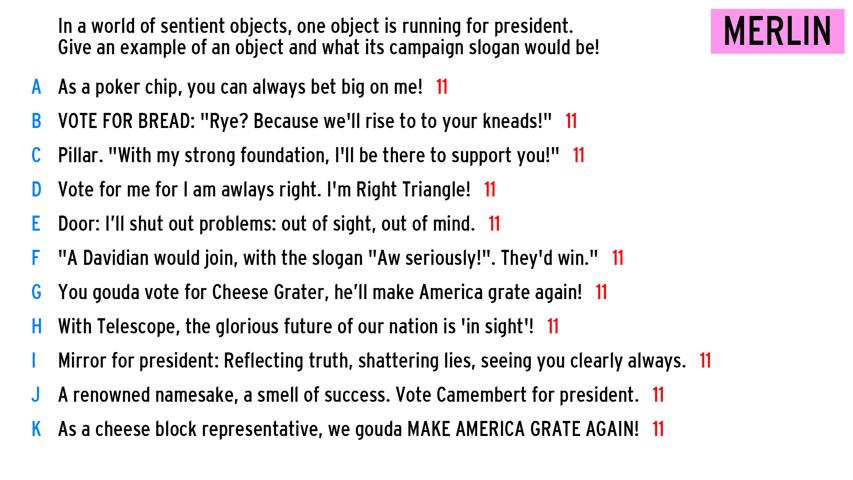 In a world of sentient objects, one object is running for president.
Give an example of an object and what its campaign slogan would be!
MERLIN
A As a poker chip, you can always bet big on me! 11
B VOTE FOR BREAD: "Rye? Because we'll rise to to your kneads!" 11
C Pillar. "With my strong foundation, I'll be there to support you!" 11
D Vote for me for I am awlays right. I'm Right Triangle! 11
E Door: I’ll shut out problems: out of sight, out of mind. 11
F "A Davidian would join, with the slogan "Aw seriously!". They'd win." 11
G You gouda vote for Cheese Grater, he’ll make America grate again! 11
H With Telescope, the glorious future of our nation is 'in sight'! 11
I Mirror for president: Reflecting truth, shattering lies, seeing you clearly always. 11
J A renowned namesake, a smell of success. Vote Camembert for president. 11
K As a cheese block representative, we gouda MAKE AMERICA GRATE AGAIN! 11